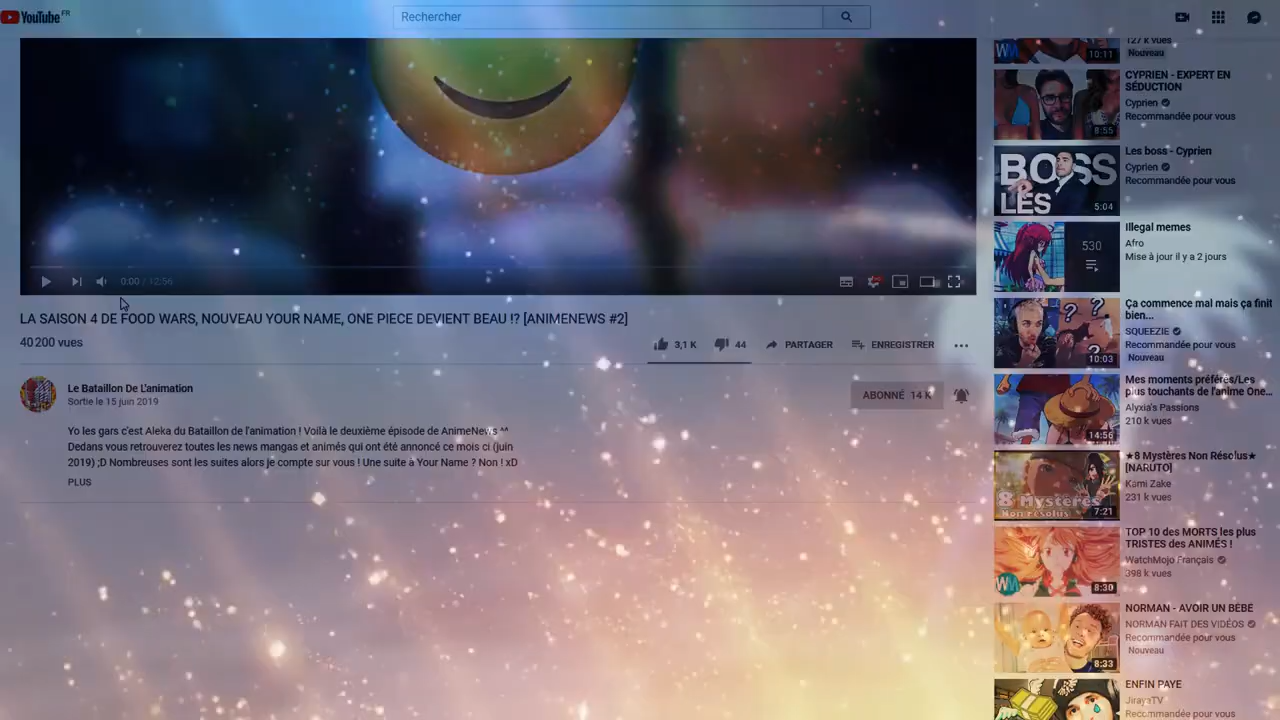 YouTube FR
Rechercher
0:00 / 12:56
LA SAISON 4 DE FOOD WARS, NOUVEAU YOUR NAME, ONE PIECE DEVIENT BEAU !? [ANIMENEWS #2]
40 200 vues
3,1 K
44
PARTAGER
ENREGISTRER
Le Bataillon De L'animation
Sortie le 15 juin 2019
ABONNÉ 14 K
Yo les gars c'est Aleka du Bataillon de l'animation ! Voilà le deuxième épisode de AnimeNews ^^
Dedans vous retrouverez toutes les news mangas et animés qui ont été annoncé ce mois ci (juin
2019) ;D Nombreuses sont les suites alors je compte sur vous ! Une suite à Your Name ? Non ! xD
PLUS
127 k vues
Nouveau
10:11
CYPRIEN - EXPERT EN
SÉDUCTION
Cyprien
Recommandée pour vous
8:55
Les boss - Cyprien
Cyprien
Recommandée pour vous
BOSS
LES
5:04
Illegal memes
Afro
Mise à jour il y a 2 jours
530
Ça commence mal mais ça finit
bien...
SQUEEZIE
Recommandée pour vous
Nouveau
10:03
Mes moments préférés/Les
plus touchants de l'anime One...
Alyxia's Passions
210 k vues
14:56
★8 Mystères Non Résolus★
[NARUTO]
Kami Zake
231 k vues
8 Mystères
Non résolus
7:21
TOP 10 des MORTS les plus
TRISTES des ANIMÉS !
WatchMojo Français
398 k vues
8:30
NORMAN - AVOIR UN BÉBÉ
NORMAN FAIT DES VIDÉOS
Recommandée pour vous
Nouveau
8:33
ENFIN PAYE
JirayaTV
Recommandée pour vous